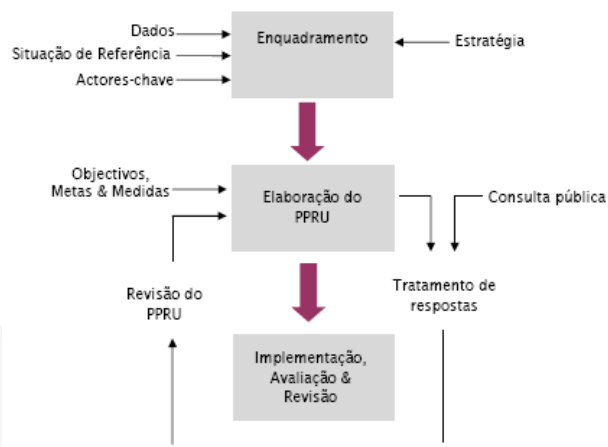 Dados
Situação de Referência
Actores-chave
Enquadramento
Estratégia
Objectivos,
Metas & Medidas
Elaboração do
PPRU
Consulta pública
Revisão do
PPRU
Tratamento de
respostas
Implementação,
Avaliação &
Revisão